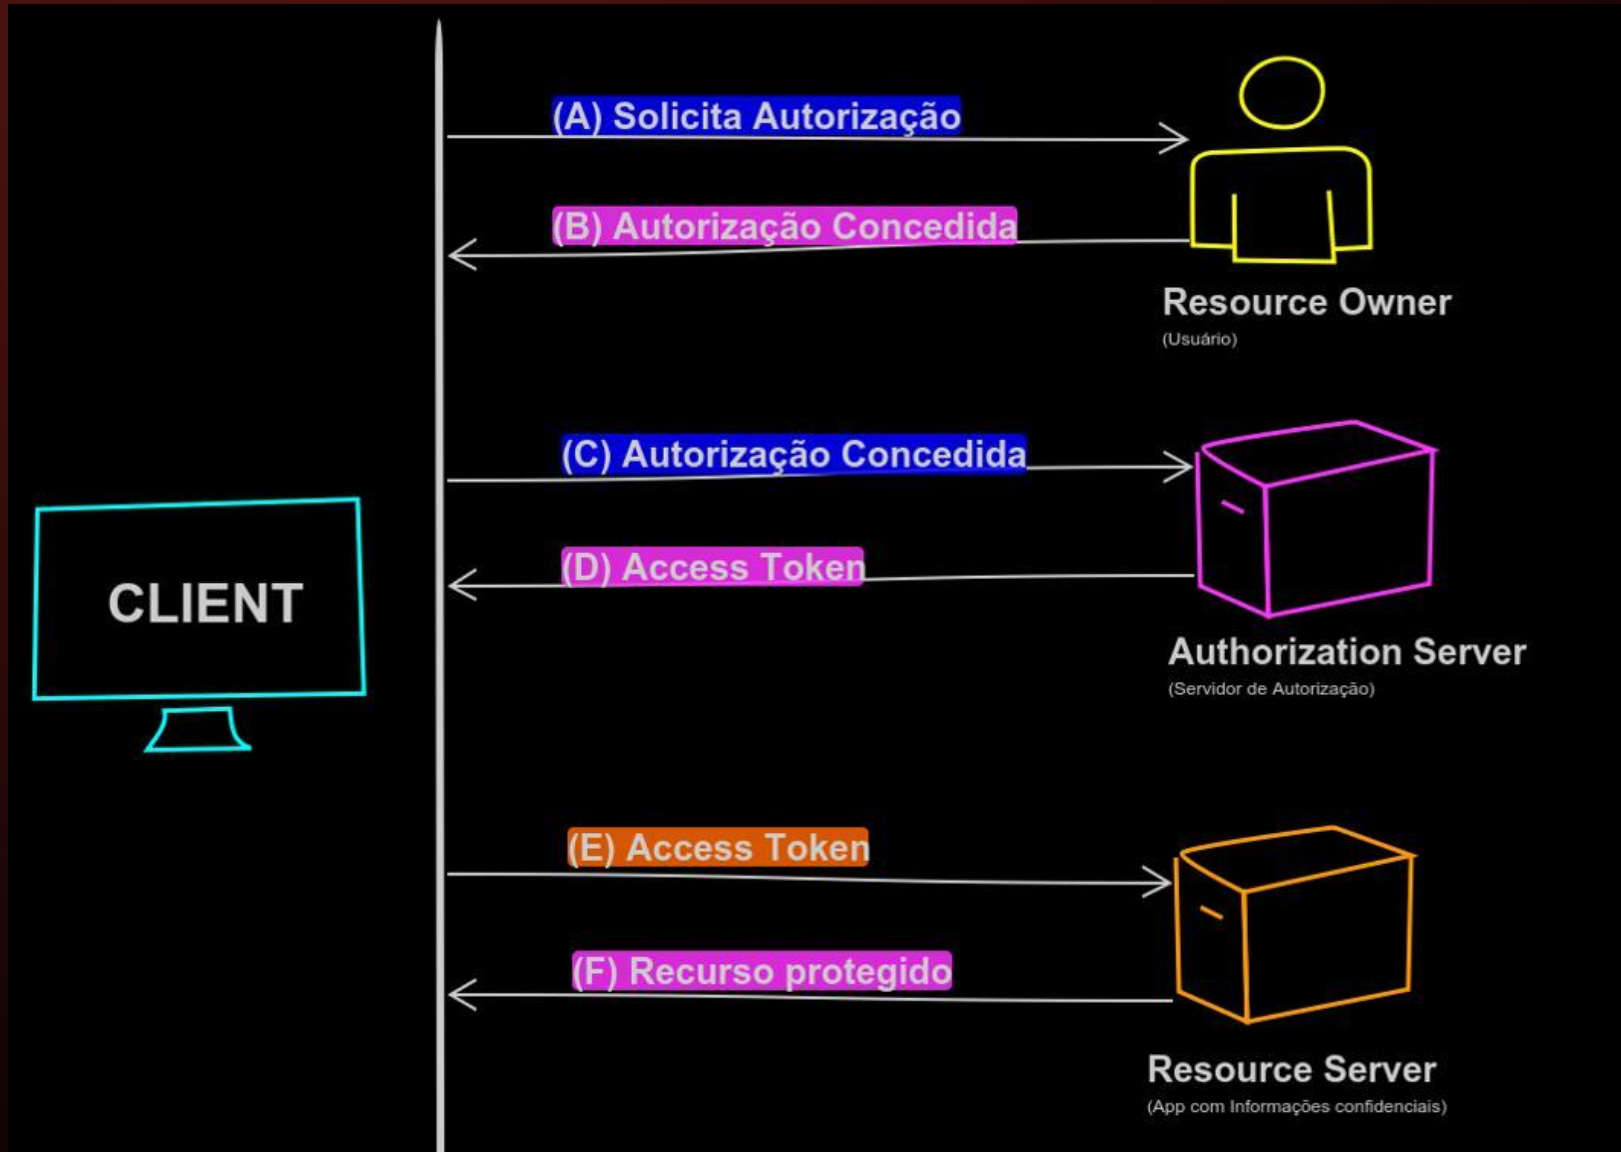 (A) Solicita Autorização
(B) Autorização Concedida
Resource Owner
(Usuário)
(C) Autorização Concedida
(D) Access Token
CLIENT
Authorization Server
(Servidor de Autorização)
(E) Access Token
(F) Recurso protegido
Resource Server
(App com Informações confidenciais)